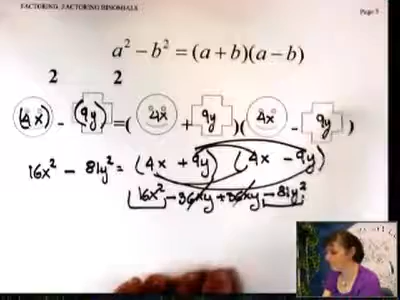 FACTORING, FACTORING BINOMIALS Page 5
a² − b² = (a + b)(a − b)
2 2
(4x) - (9y) = ( 4x + 9y )( 4x - 9y )
16x² - 81y² = (4x + 9y) (4x - 9y)
16x² - 36xy + 36xy - 81y²